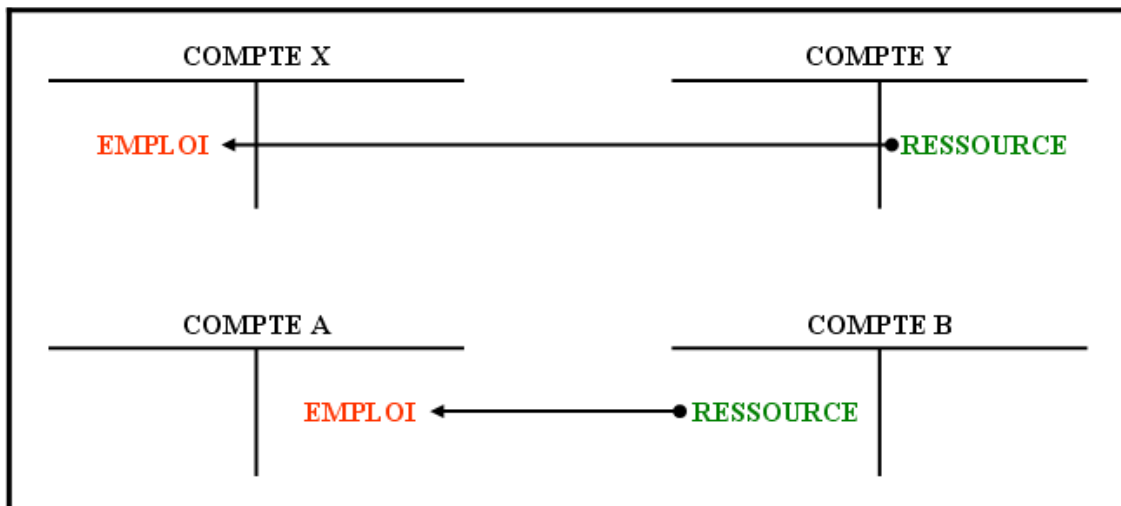 COMPTE X COMPTE Y
EMPLOI RESSOURCE
COMPTE A COMPTE B
EMPLOI RESSOURCE